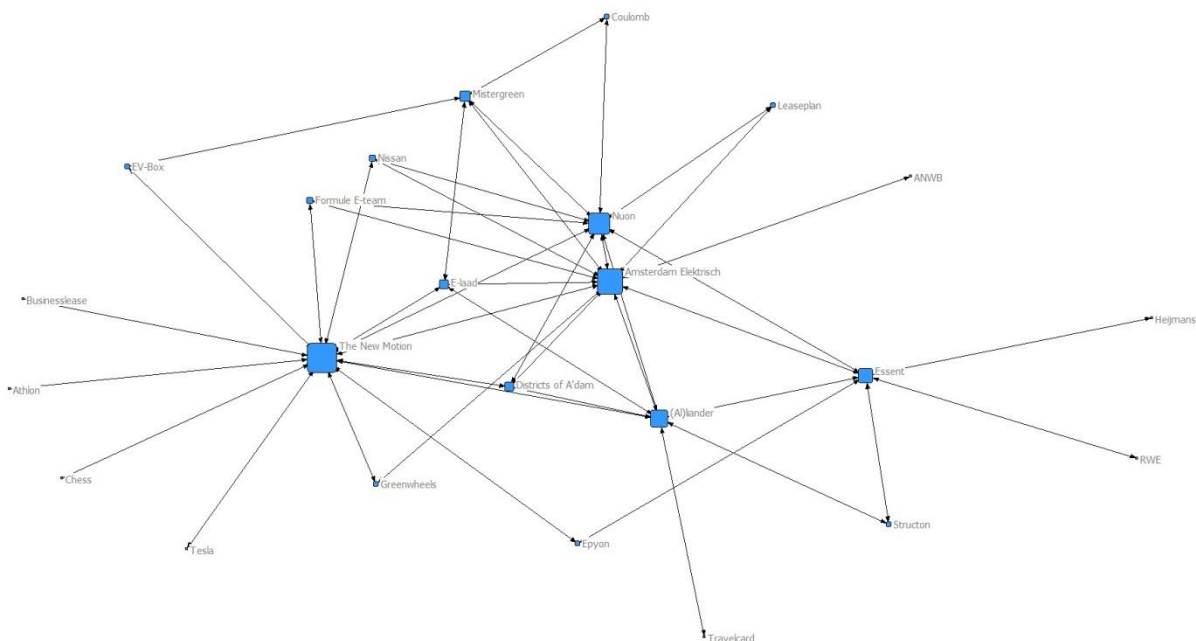 Coulomb
Mistergreen
Leaseplan
Nissan
EV-Box
ANWB
Formule E-team
Nuon
Amsterdam Elektrisch
E-laad
Businesslease
Heijmans
The New Motion
Essent
Districts of A'dam
Athlon
(Al)liander
RWE
Chess
Greenwheels
Structon
Epyon
Tesla
Travelcard